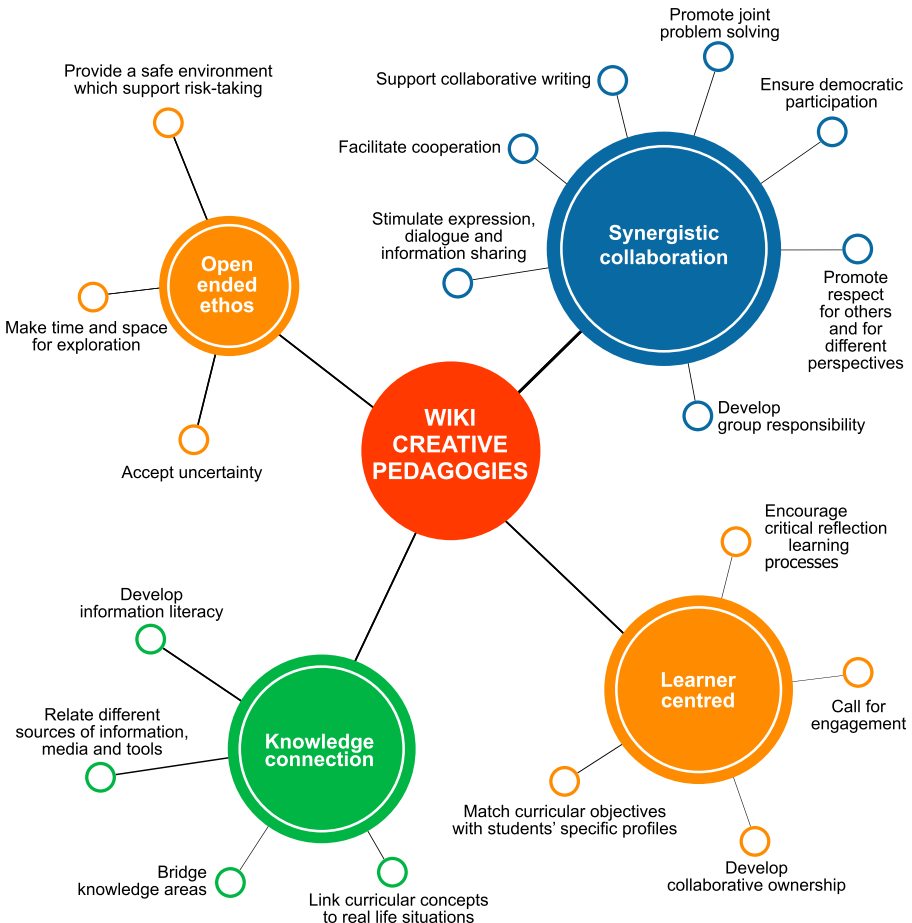 Promote joint
problem solving
Provide a safe environment
which support risk-taking
Support collaborative writing
Ensure democratic
participation
Facilitate cooperation
Stimulate expression,
dialogue and
information sharing
Synergistic
collaboration
Open
ended
ethos
Promote
respect
for others
and for
different
perspectives
Make time and space
for exploration
Develop
group responsibility
Accept uncertainty
WIKI
CREATIVE
PEDAGOGIES
Encourage
critical reflection
learning
processes
Develop
information literacy
Learner
centred
Call for
engagement
Relate different
sources of information,
media and tools
Knowledge
connection
Match curricular objectives
with students’ specific profiles
Develop
collaborative ownership
Bridge
knowledge areas
Link curricular concepts
to real life situations